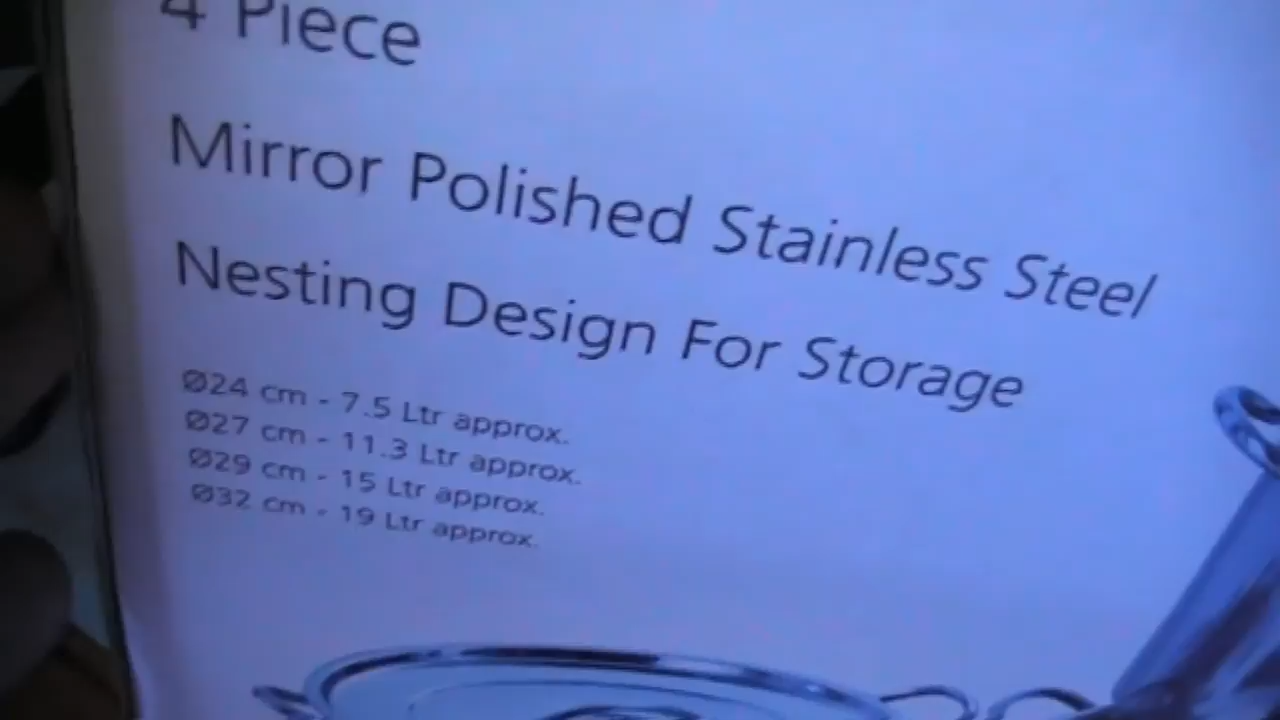 4 Piece
Mirror Polished Stainless Steel
Nesting Design For Storage
Ø24 cm - 7.5 Ltr approx.
Ø27 cm - 11.3 Ltr approx.
Ø29 cm - 15 Ltr approx.
Ø32 cm - 19 Ltr approx.